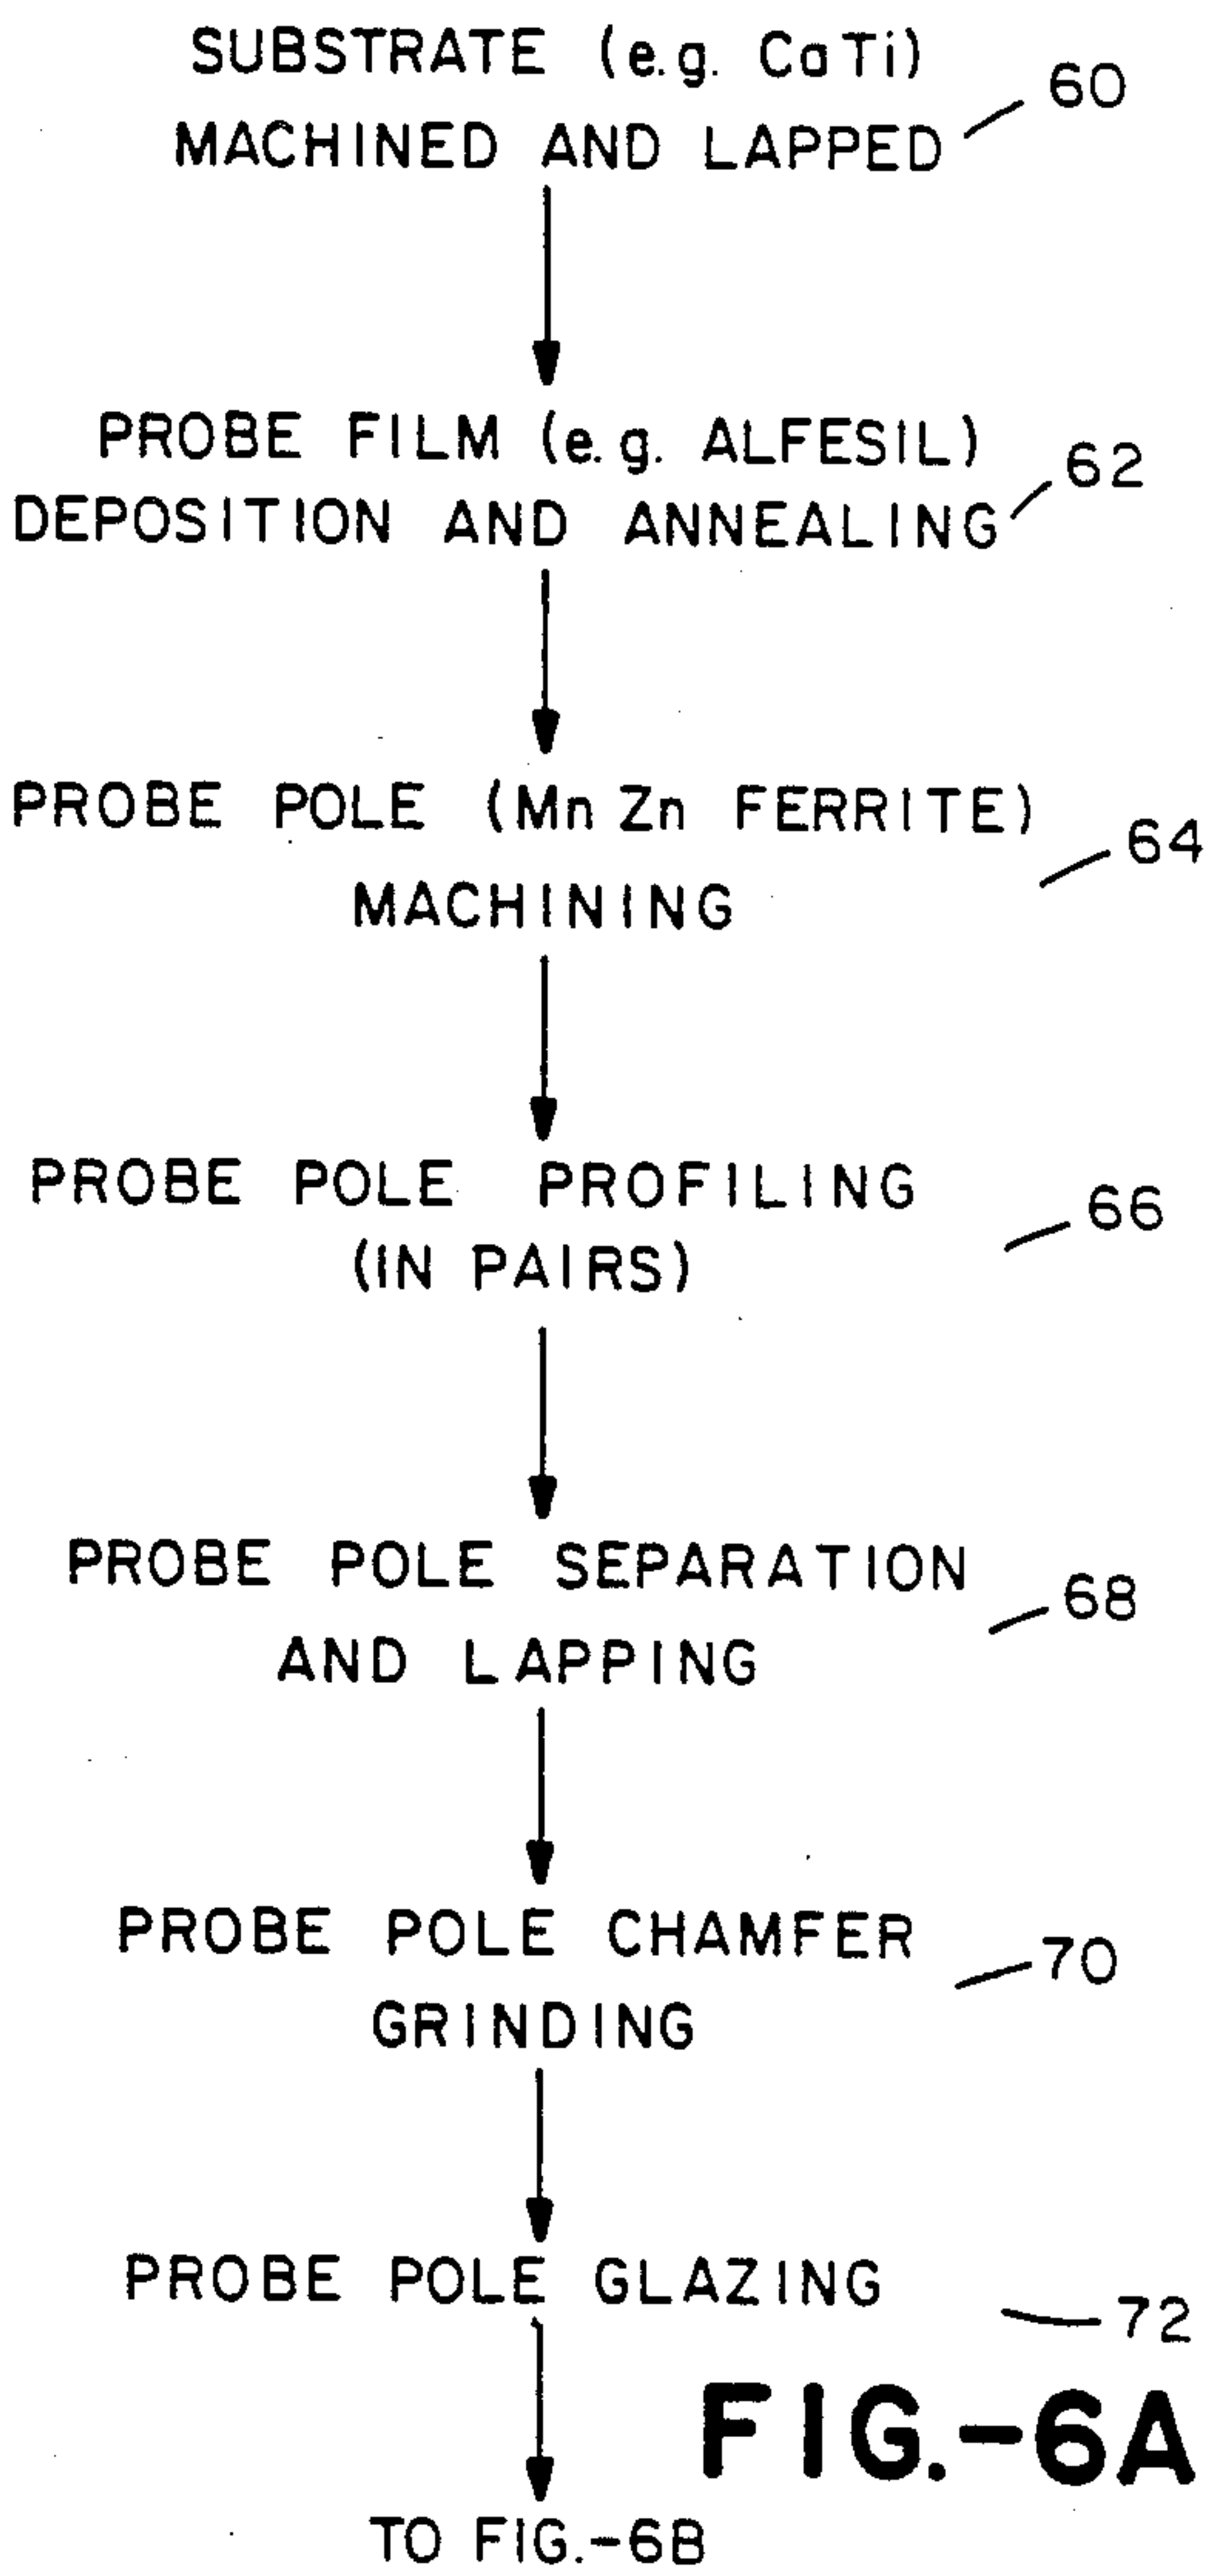 SUBSTRATE (e.g. CaTi)
MACHINED AND LAPPED
60
PROBE FILM (e.g. ALFESIL)
DEPOSITION AND ANNEALING
62
PROBE POLE (Mn Zn FERRITE)
MACHINING
64
PROBE POLE PROFILING
(IN PAIRS)
66
PROBE POLE SEPARATION
AND LAPPING
68
PROBE POLE CHAMFER
GRINDING
70
PROBE POLE GLAZING
72
FIG.-6A
TO FIG.-6B